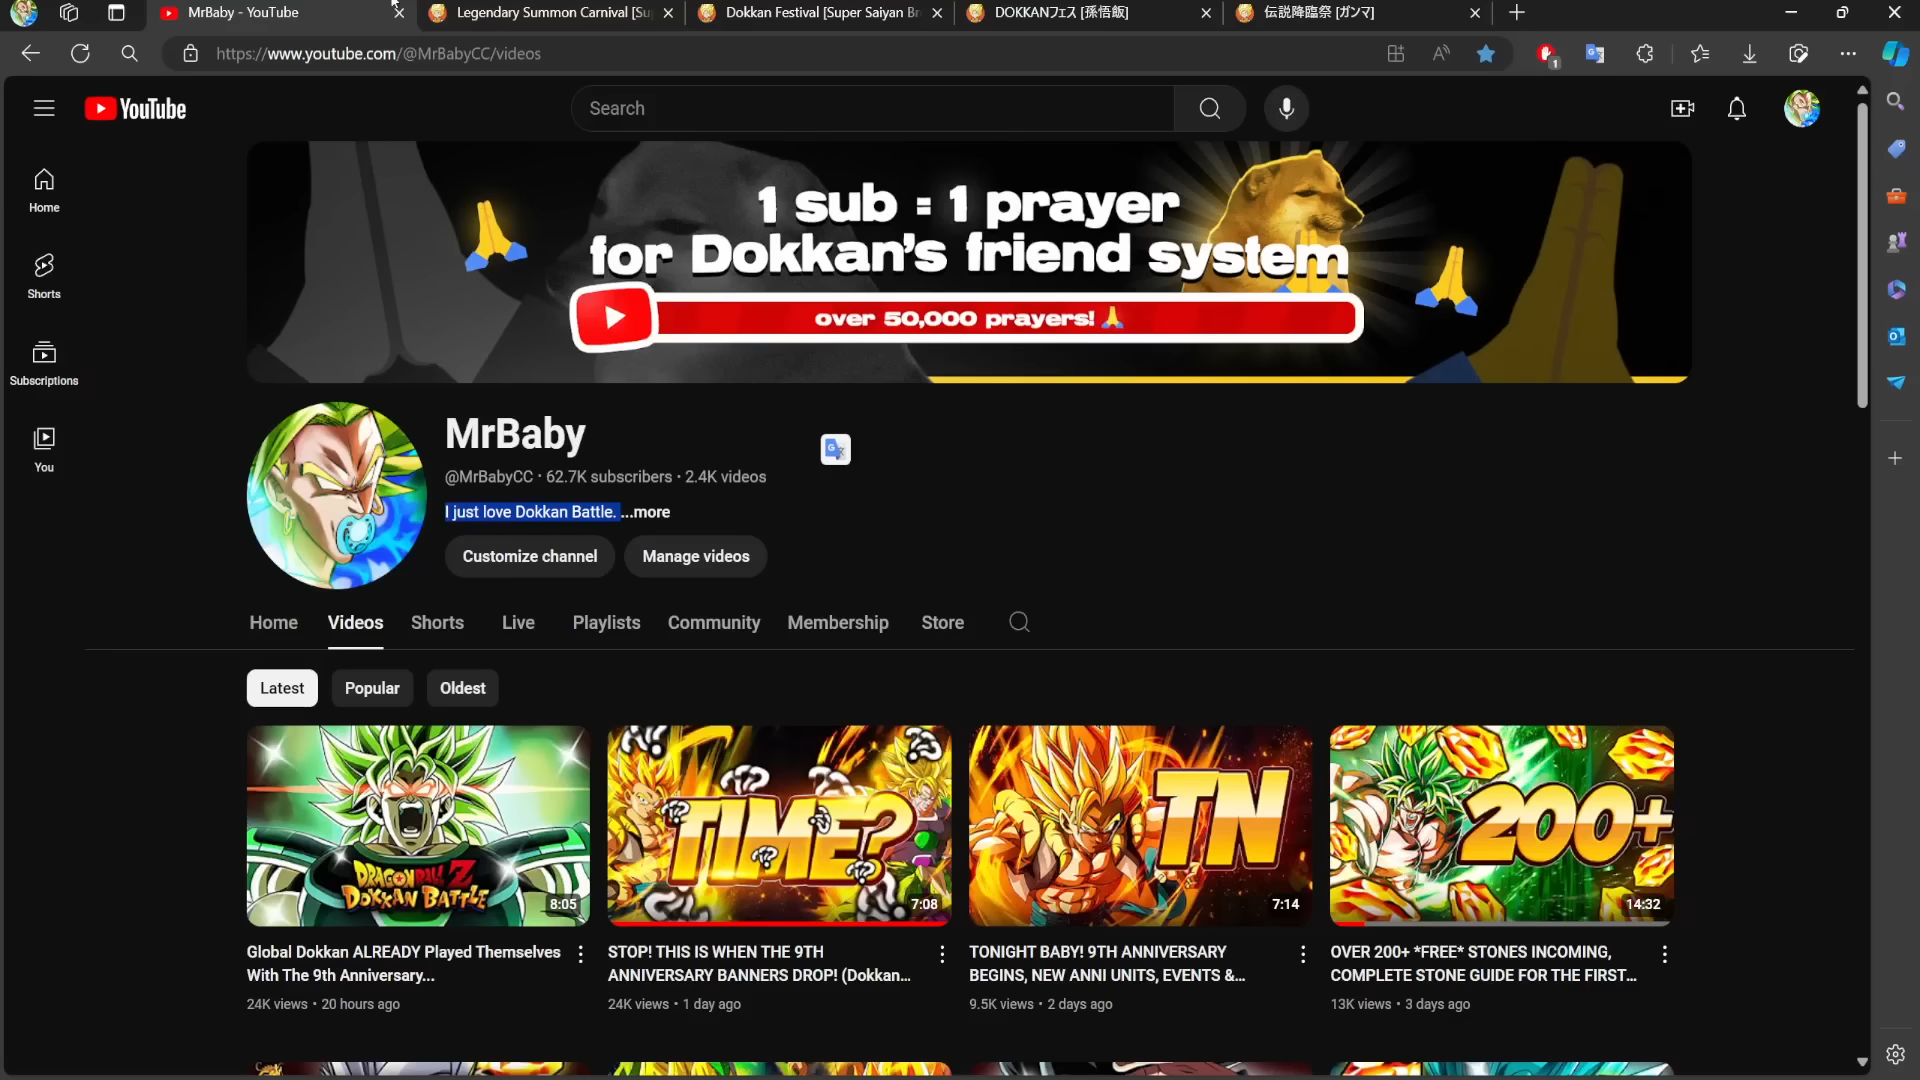 MrBaby - YouTube
Legendary Summon Carnival [Su
Dokkan Festival [Super Saiyan Br
DOKKANフェス [孫悟飯]
伝説降臨祭 [ガンマ]
https://www.youtube.com/@MrBabyCC/videos
1
YouTube
Search
Home
Shorts
Subscriptions
You
1 sub = 1 prayer
for Dokkan's friend system
over 50,000 prayers! 🙏
MrBaby
@MrBabyCC • 62.7K subscribers • 2.4K videos
I just love Dokkan Battle. ...more
Customize channel
Manage videos
Home
Videos
Shorts
Live
Playlists
Community
Membership
Store
Latest
Popular
Oldest
DRAGON BALL Z
DOKKAN BATTLE
8:05
TIME?
7:08
TN
7:14
200+
14:32
Global Dokkan ALREADY Played Themselves
With The 9th Anniversary...
24K views • 20 hours ago
STOP! THIS IS WHEN THE 9TH
ANNIVERSARY BANNERS DROP! (Dokkan...
24K views • 1 day ago
TONIGHT BABY! 9TH ANNIVERSARY
BEGINS, NEW ANNI UNITS, EVENTS &...
9.5K views • 2 days ago
OVER 200+ *FREE* STONES INCOMING,
COMPLETE STONE GUIDE FOR THE FIRST...
13K views • 3 days ago